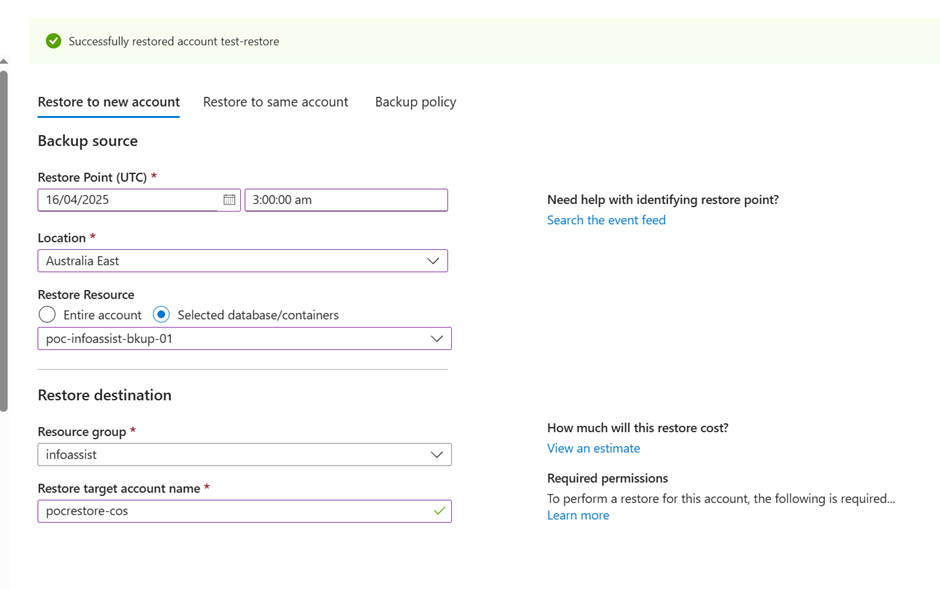 Successfully restored account test-restore
Restore to new account Restore to same account Backup policy
Backup source
Restore Point (UTC) *
16/04/2025 3:00:00 am
Need help with identifying restore point?
Search the event feed
Location *
Australia East
Restore Resource
Entire account Selected database/containers
poc-infoassist-bkup-01
Restore destination
Resource group *
infoassist
How much will this restore cost?
View an estimate
Restore target account name *
pocrestore-cos
Required permissions
To perform a restore for this account, the following is required...
Learn more